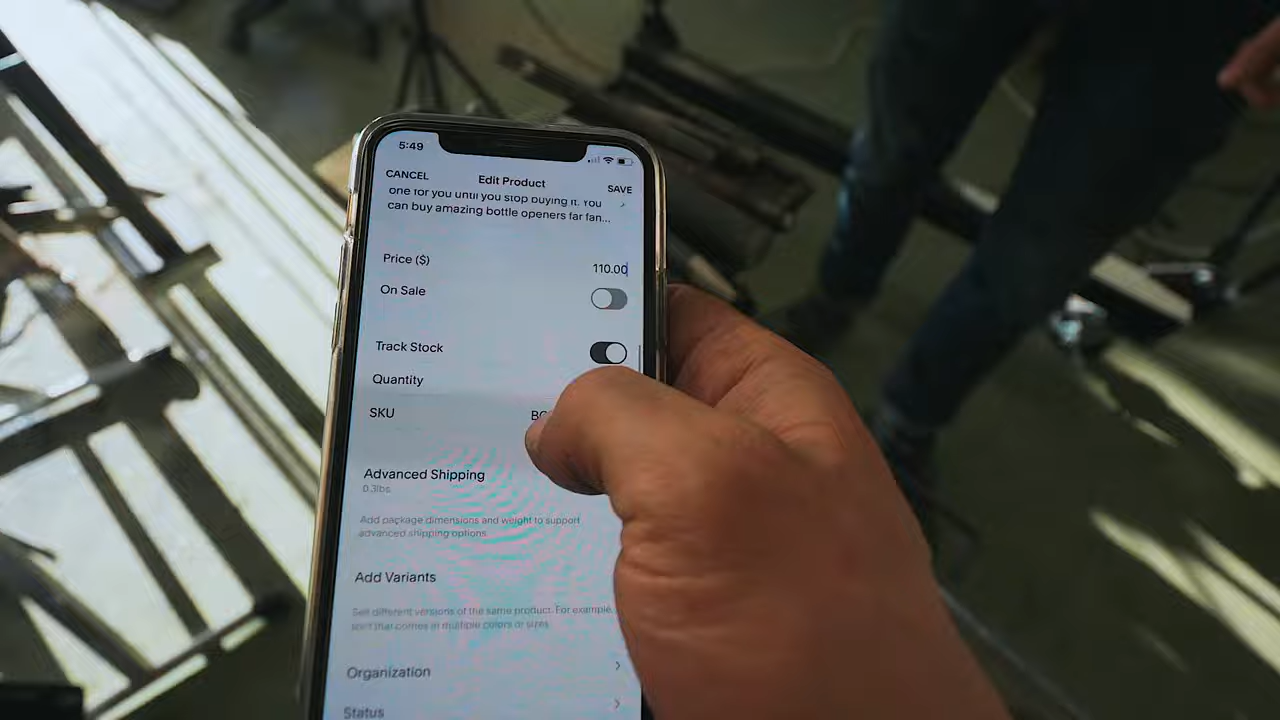 5:49
CANCEL
Edit Product
SAVE
one for you until you stop buying it. You
can buy amazing bottle openers far fan...
Price ($)
110.00
On Sale
Track Stock
Quantity
SKU
Advanced Shipping
0.3lbs
Add package dimensions and weight to support
advanced shipping options
Add Variants
Sell different versions of the same product. For example,
shirt that comes in multiple colors or sizes
Organization
Status